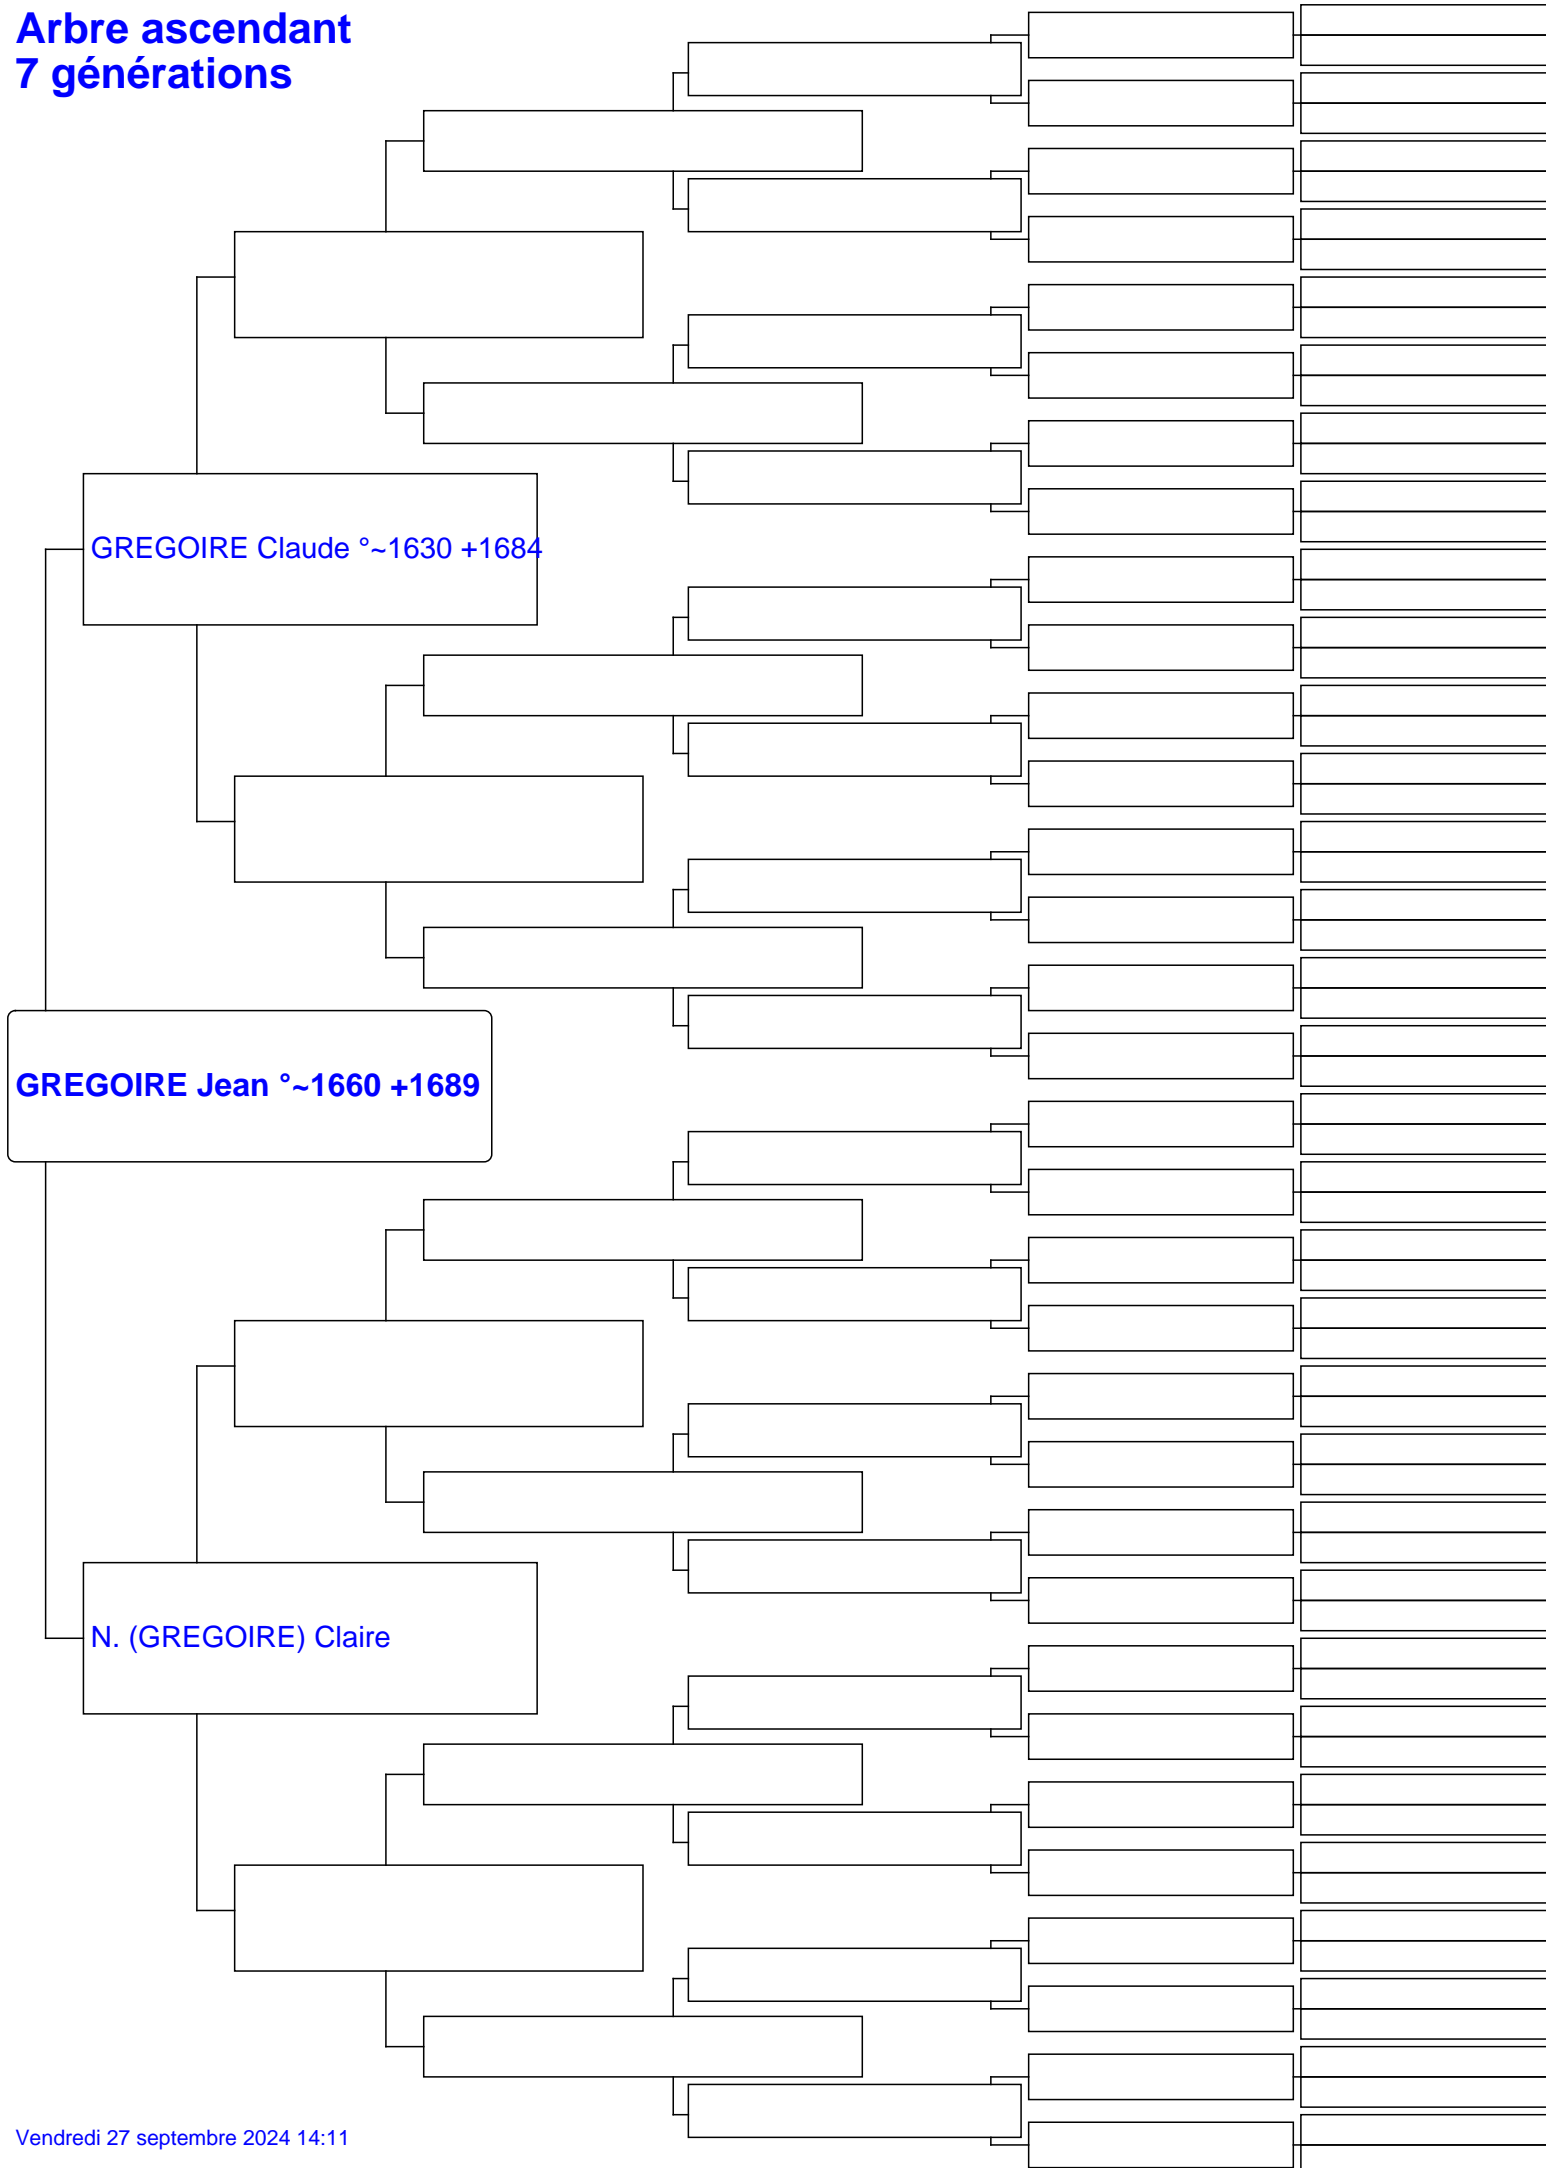 Arbre ascendant
7 générations
GREGOIRE Claude °~1630 +1684
GREGOIRE Jean °~1660 +1689
N. (GREGOIRE) Claire
Vendredi 27 septembre 2024 14:11